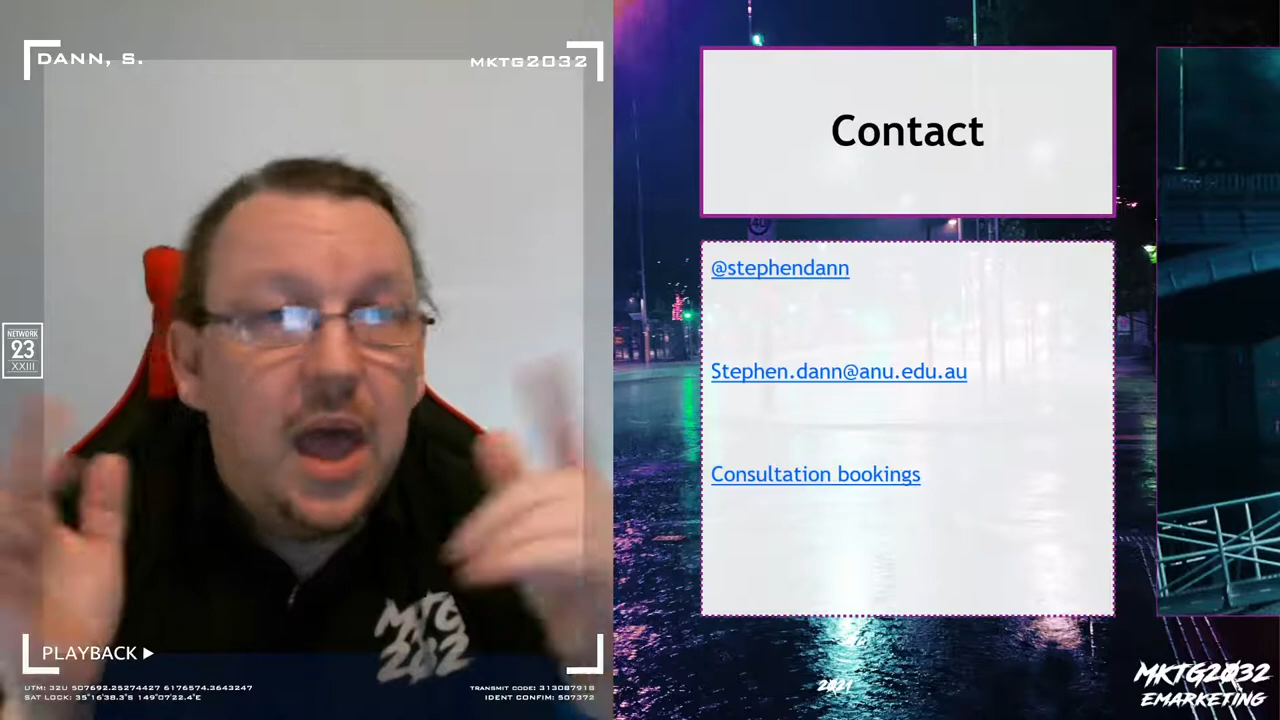 DANN, S.
MKTG2032
NETWORK
23
XXIII
MKTG
202
PLAYBACK
UTM: 32U 507692.25274427 6176574.3643247
SAT LOCK: 35°16'38.3"S 149°07'22.4"E
TRANSMIT CODE: 313087918
IDENT CONFIM: 507372
Contact
@stephendann
Stephen.dann@anu.edu.au
Consultation bookings
2021
MKTG2032
EMARKETING